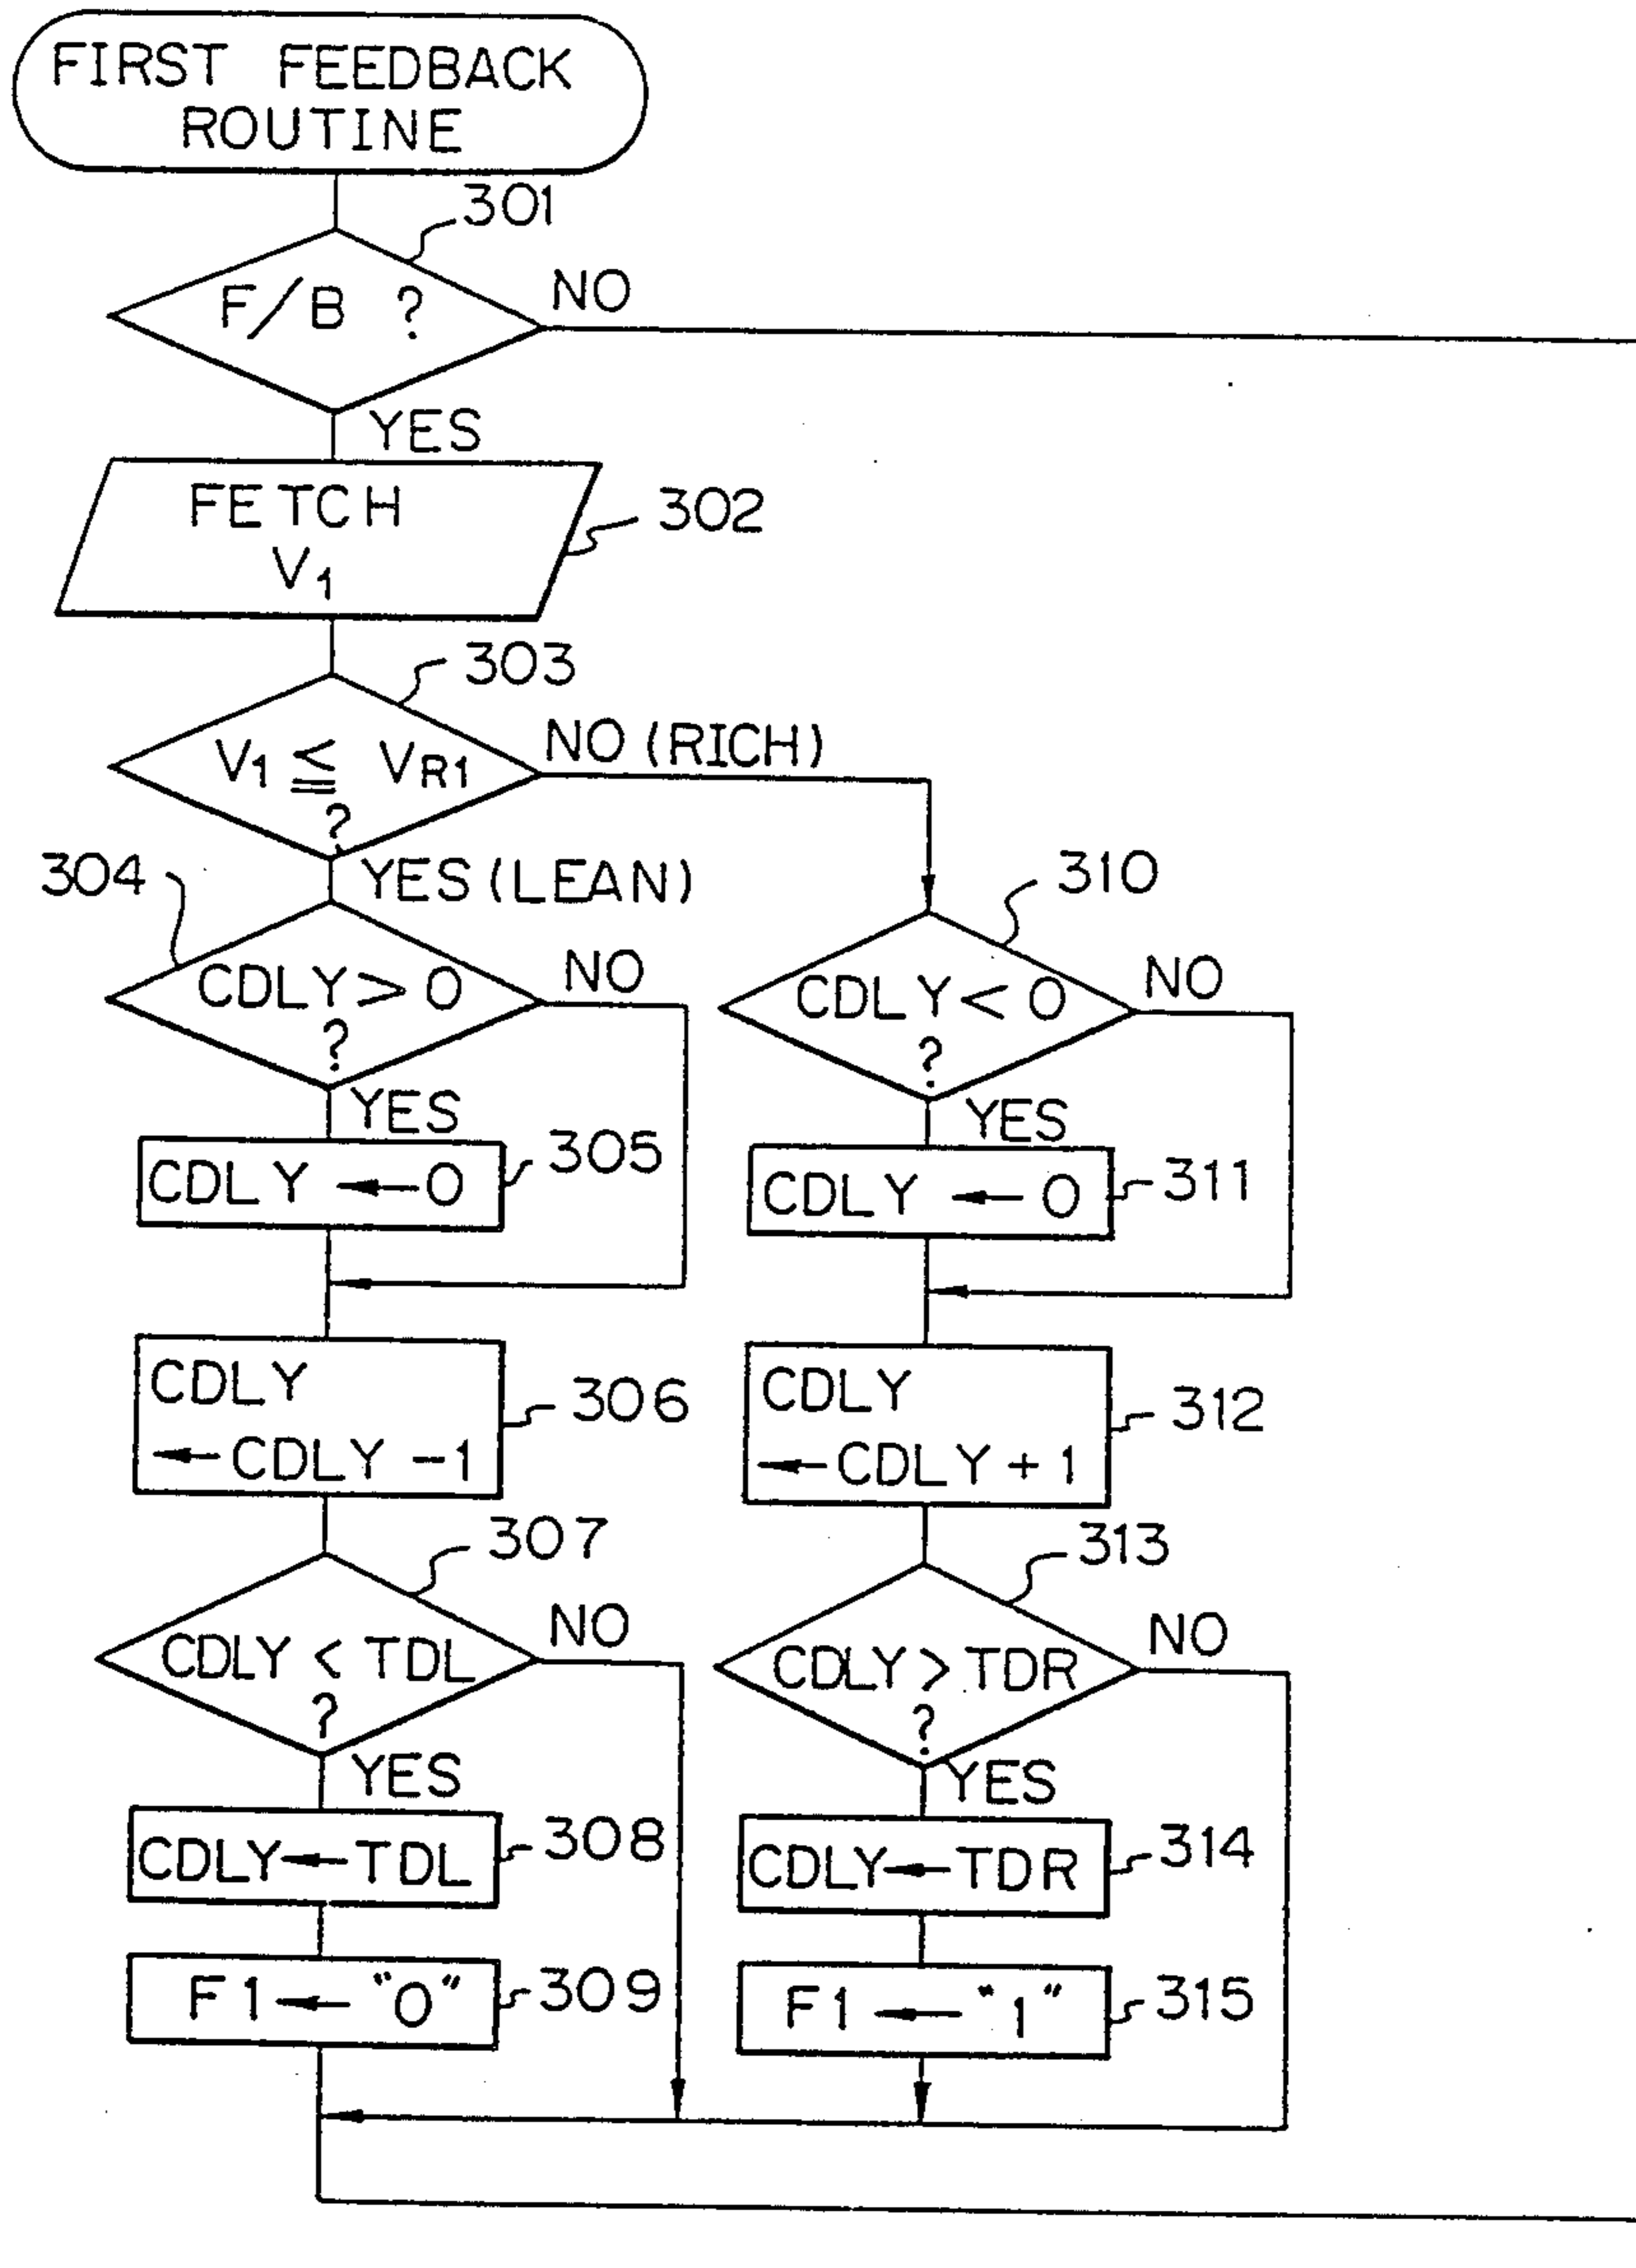 FIRST FEEDBACK
ROUTINE
301
F/B ?
NO
YES
FETCH
V1
302
303
V1 ≦ VR1
?
NO (RICH)
YES (LEAN)
304
CDLY > 0
?
NO
YES
CDLY ← 0
305
CDLY
← CDLY - 1
306
307
CDLY < TDL
?
NO
YES
CDLY ← TDL
308
F1 ← "0"
309
310
CDLY < 0
?
NO
YES
CDLY ← 0
311
CDLY
← CDLY + 1
312
313
CDLY > TDR
?
NO
YES
CDLY ← TDR
314
F1 ← "1"
315